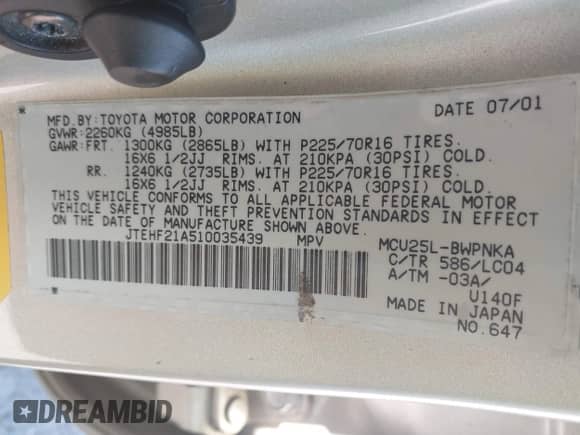 MFD.BY:TOYOTA MOTOR CORPORATION DATE 07/01
GVWR:2260KG (4985LB)
GAWR:FRT. 1300KG (2865LB) WITH P225/70R16 TIRES.
16X6 1/2JJ RIMS. AT 210KPA (30PSI) COLD.
RR. 1240KG (2735LB) WITH P225/70R16 TIRES.
16X6 1/2JJ RIMS. AT 210KPA (30PSI) COLD.
THIS VEHICLE CONFORMS TO ALL APPLICABLE FEDERAL MOTOR
VEHICLE SAFETY AND THEFT PREVENTION STANDARDS IN EFFECT
ON THE DATE OF MANUFACTURE SHOWN ABOVE.
JTEHF21A510035439 MPV MCU25L-BWPNKA
C/TR 586/LC04
A/TM -03A/
U140F
MADE IN JAPAN
NO.647
DREAMBID